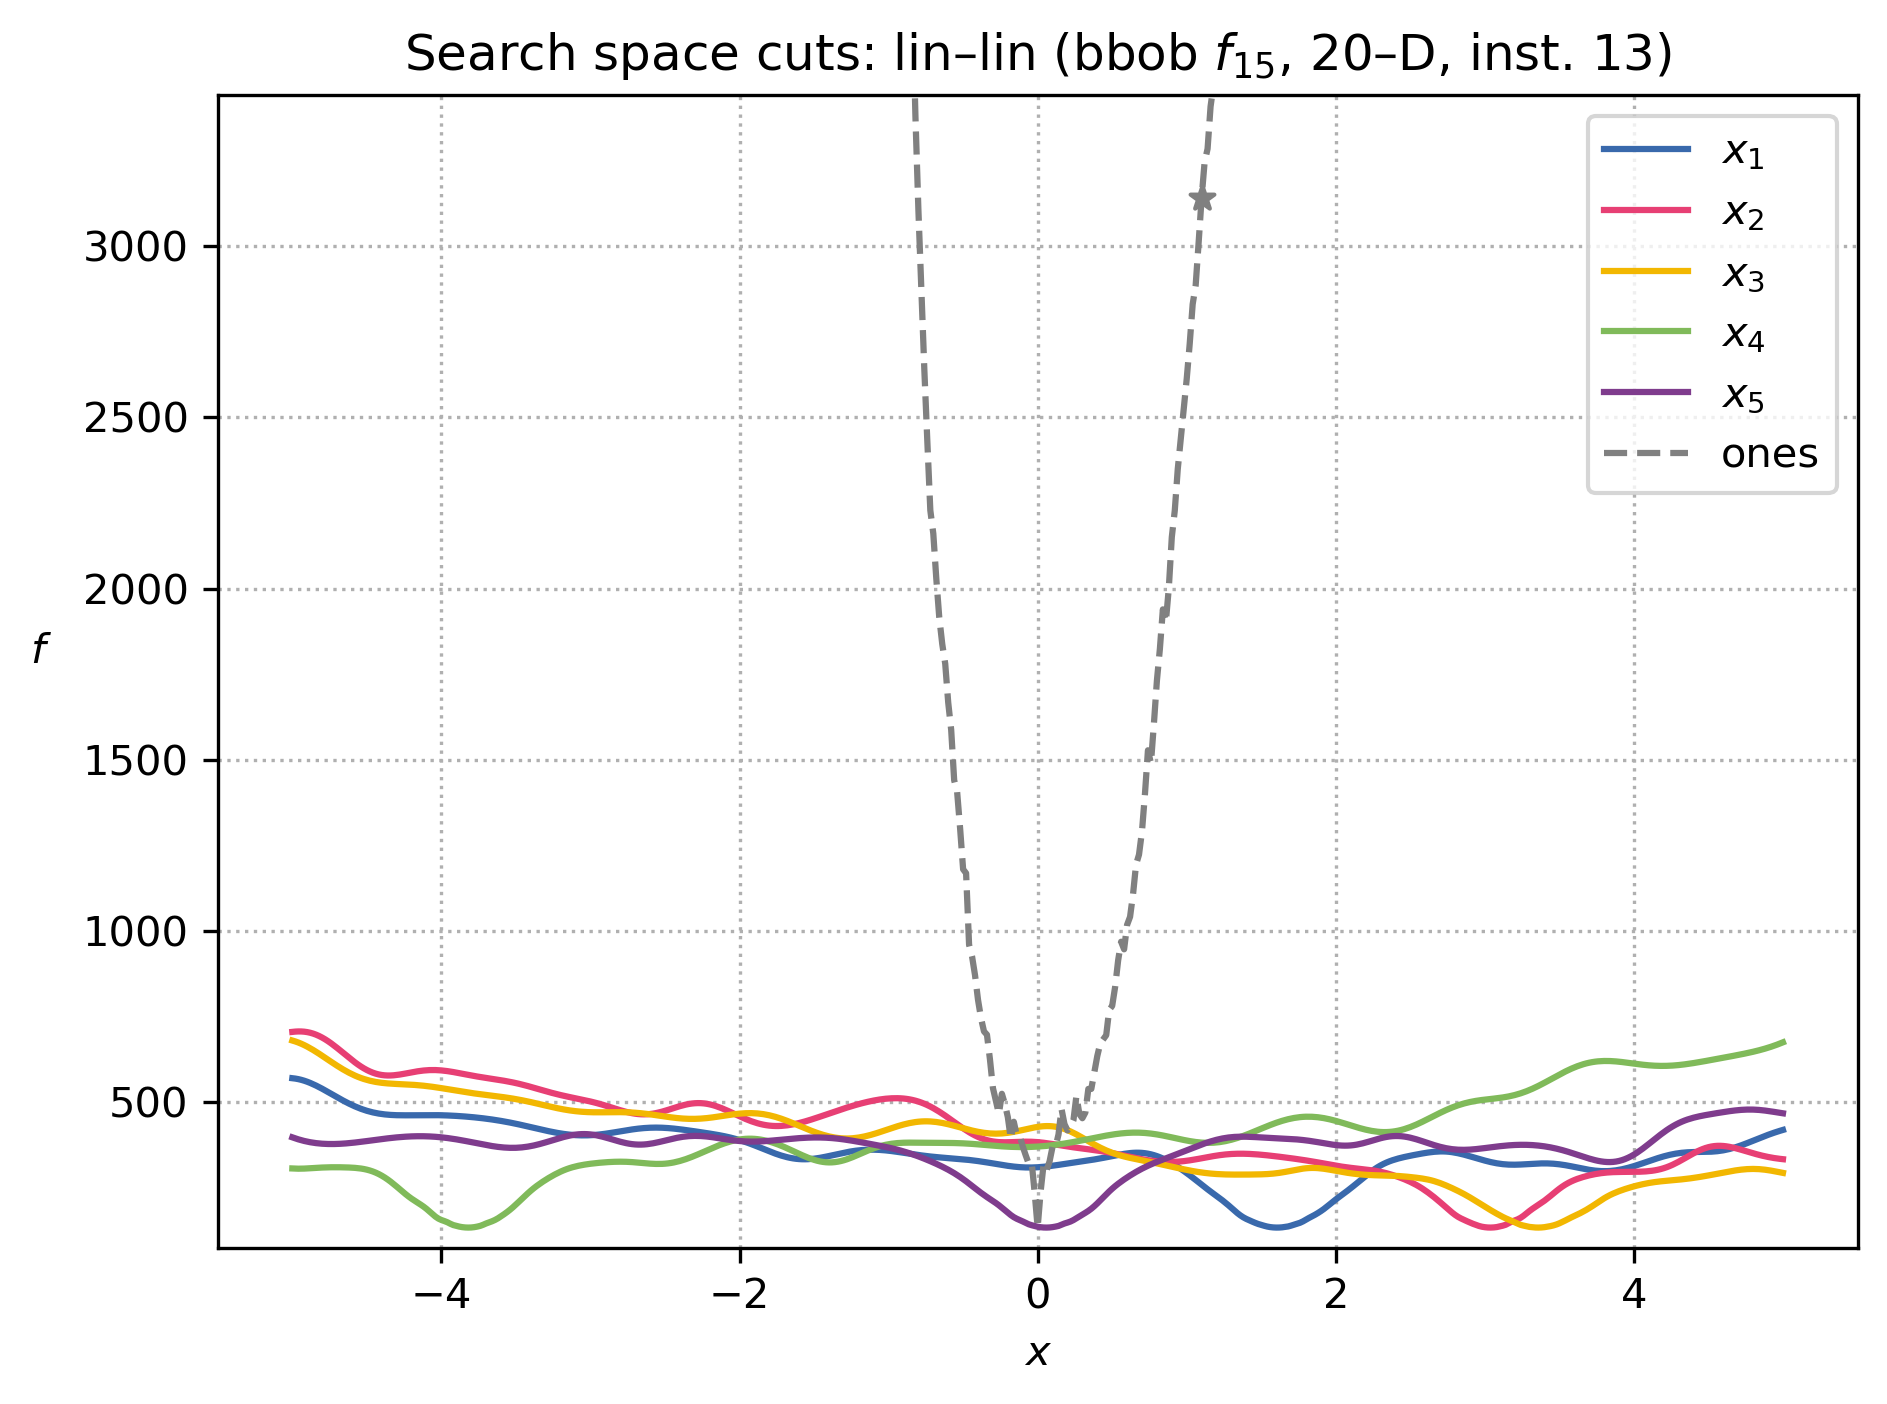 Search space cuts: lin–lin (bbob f₁₅, 20–D, inst. 13)
x₁
x₂
x₃
x₄
x₅
ones
3000
2500
2000
1500
1000
500
f
−4
−2
0
2
4
x